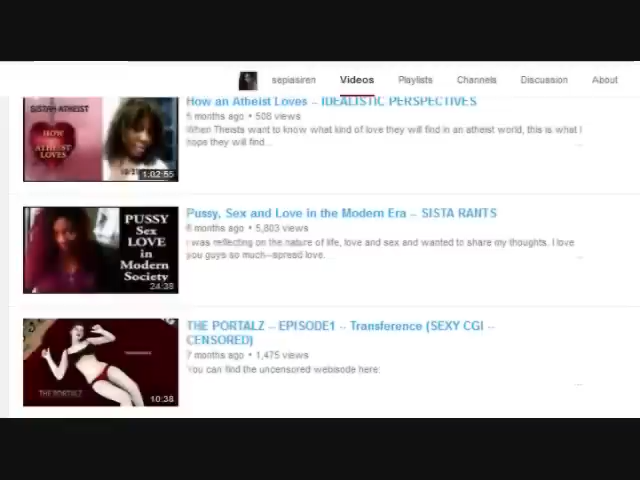 sepiasiren Videos Playlists Channels Discussion About
SISTAH ATHEIST
HOW
AN
ATHEIST
LOVES
1:02:55
How an Atheist Loves -- IDEALISTIC PERSPECTIVES
5 months ago • 508 views
When Theists want to know what kind of love they will find in an atheist world, this is what I
hope they will find...
PUSSY
Sex
LOVE
in
Modern
Society
24:38
Pussy, Sex and Love in the Modern Era -- SISTA RANTS
6 months ago • 5,803 views
I was reflecting on the nature of life, love and sex and wanted to share my thoughts. I love
you guys so much--spread love.
THE PORTALZ
10:38
THE PORTALZ -- EPISODE1 -- Transference (SEXY CGI --
CENSORED)
7 months ago • 1,475 views
You can find the uncensored webisode here: